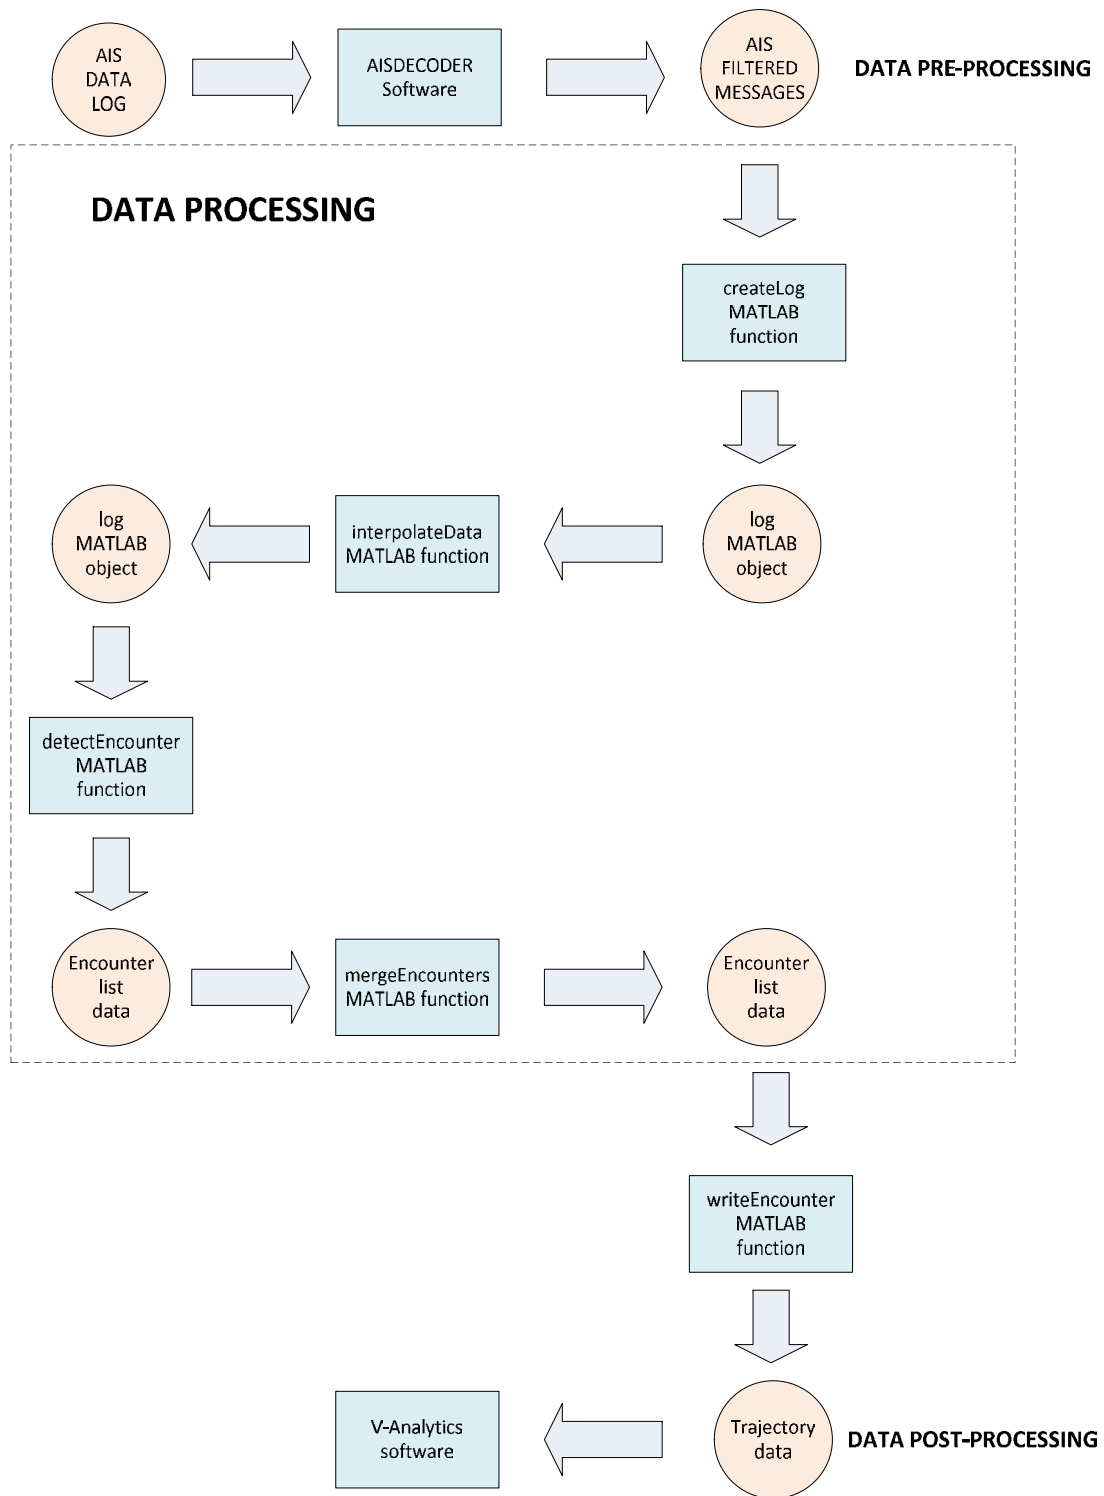 AIS
DATA
LOG
AISDECODER
Software
AIS
FILTERED
MESSAGES
DATA PRE-PROCESSING
DATA PROCESSING
createLog
MATLAB
function
log
MATLAB
object
interpolateData
MATLAB function
log
MATLAB
object
detectEncounter
MATLAB
function
Encounter
list
data
mergeEncounters
MATLAB function
Encounter
list
data
writeEncounter
MATLAB
function
V-Analytics
software
Trajectory
data
DATA POST-PROCESSING